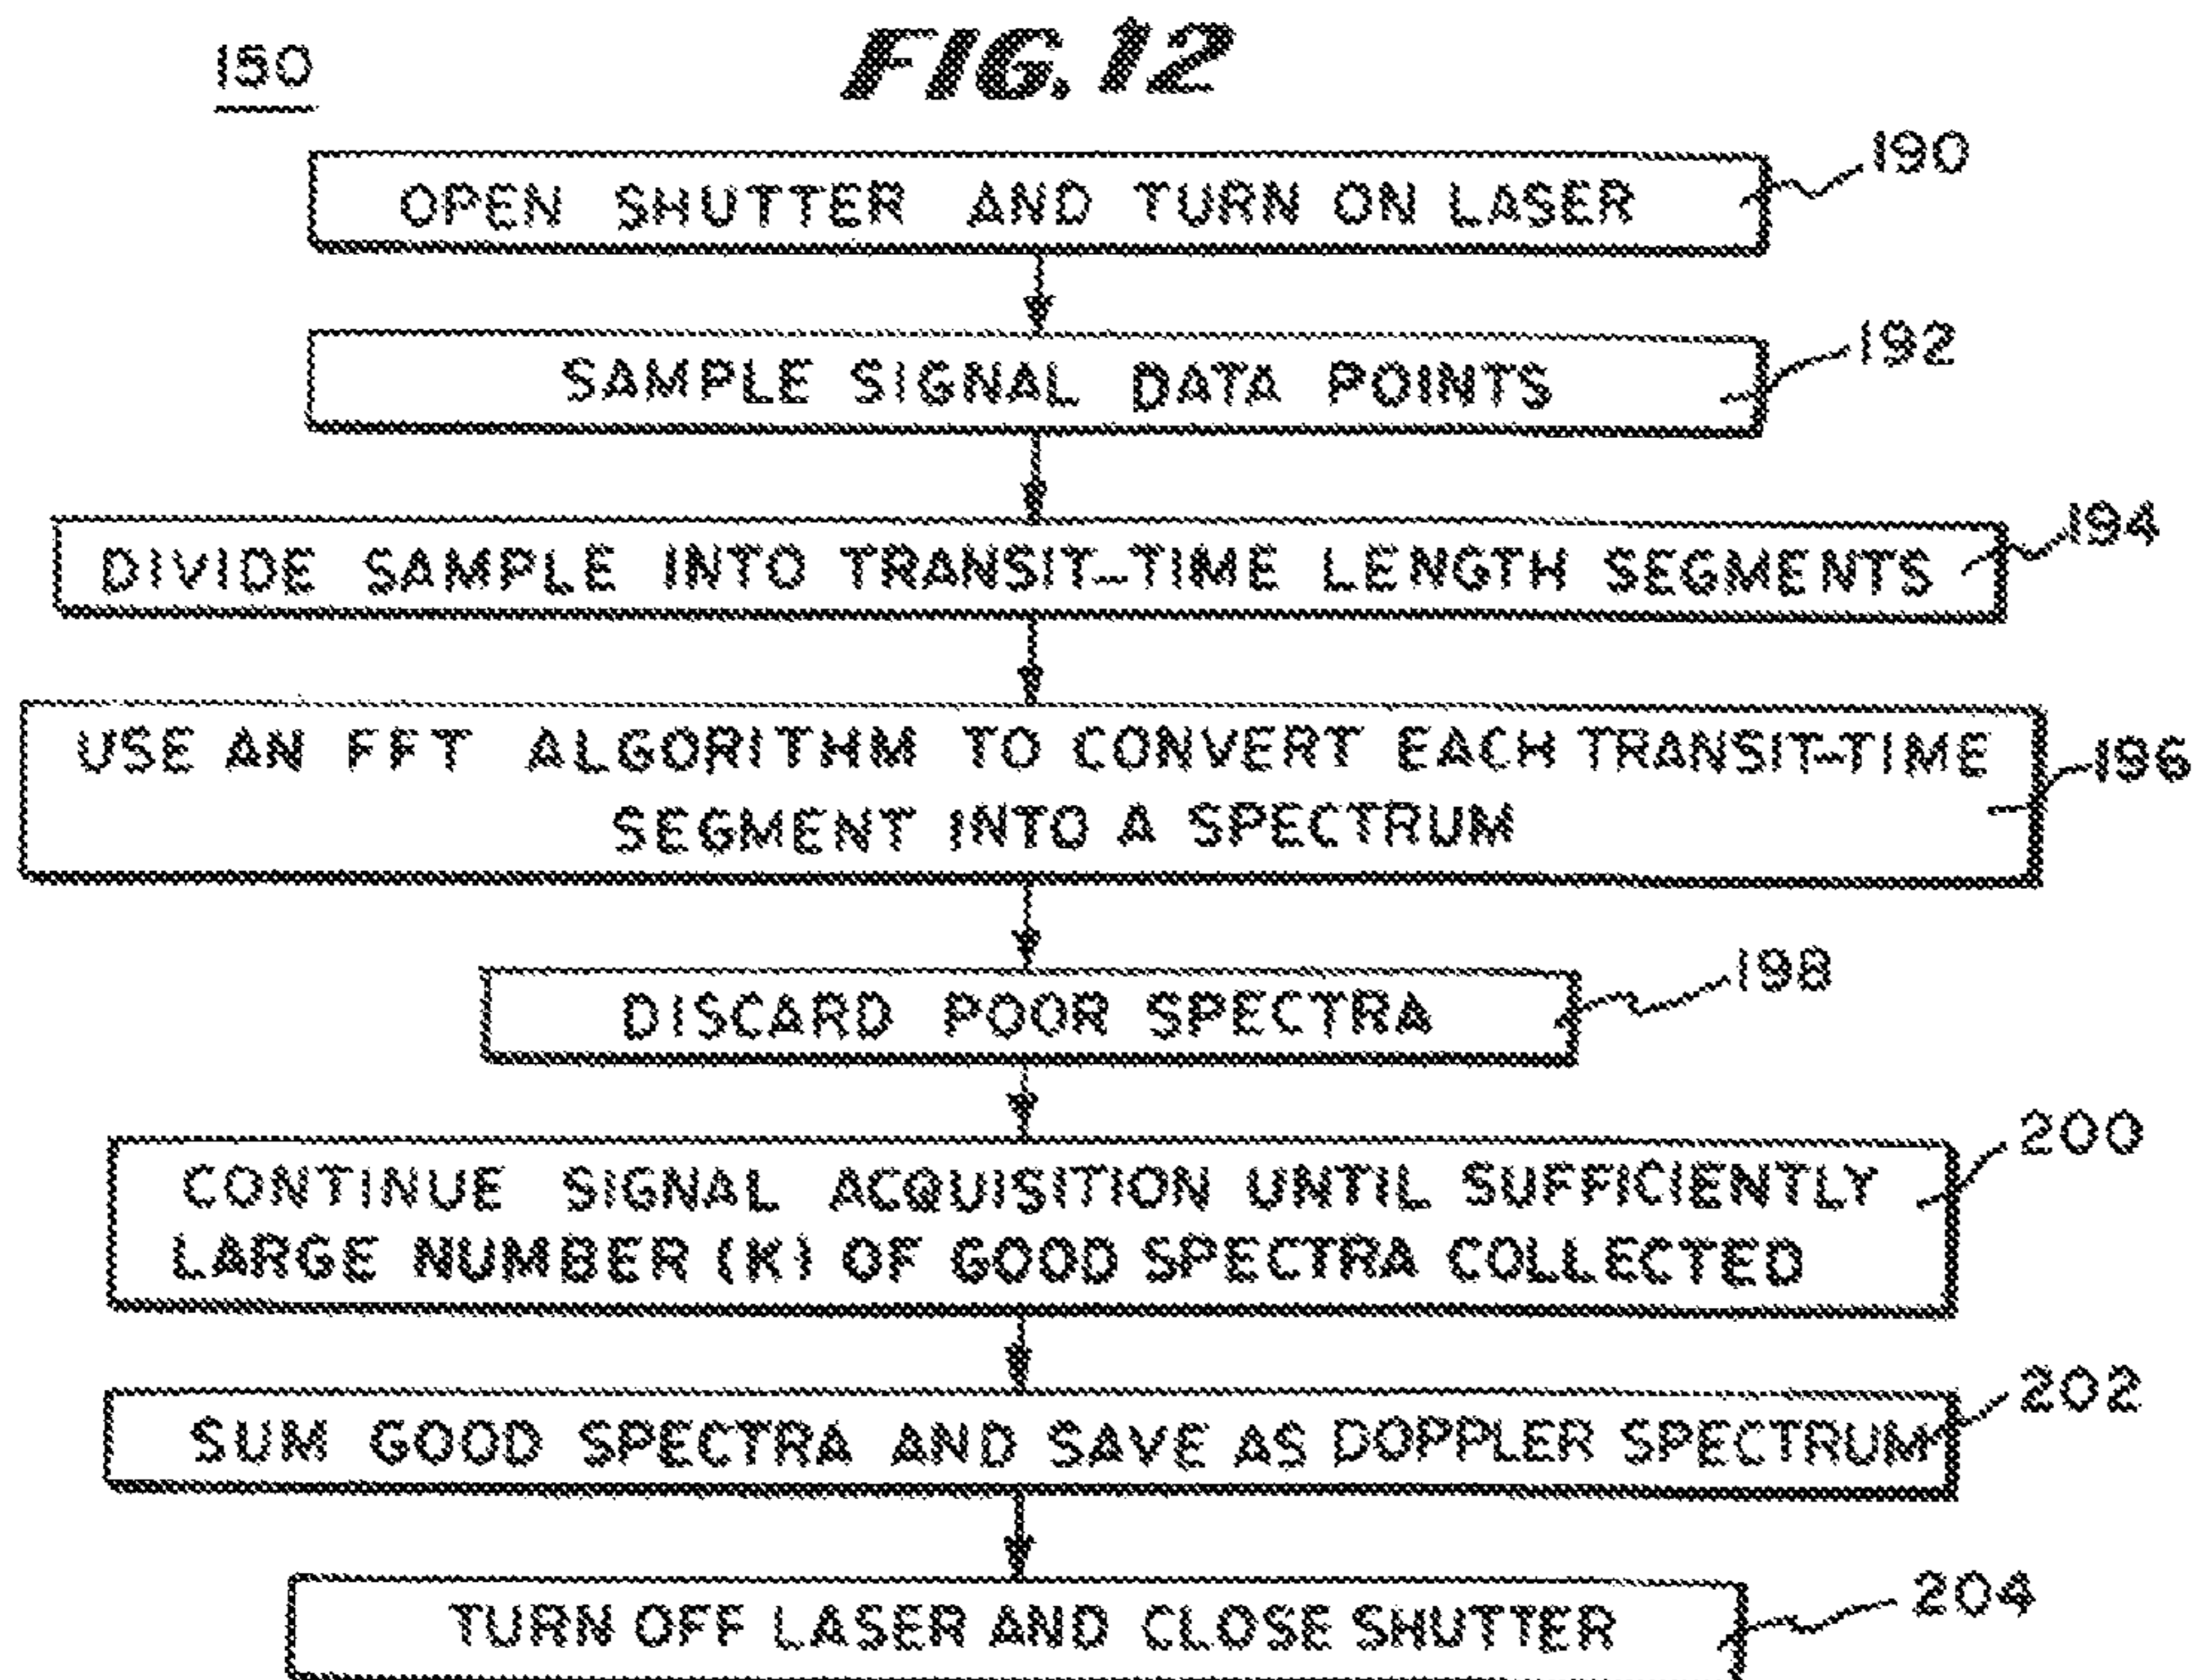 150
FIG. 12
OPEN SHUTTER AND TURN ON LASER
190
SAMPLE SIGNAL DATA POINTS
192
DIVIDE SAMPLE INTO TRANSIT-TIME LENGTH SEGMENTS
194
USE AN FFT ALGORITHM TO CONVERT EACH TRANSIT-TIME
SEGMENT INTO A SPECTRUM
196
DISCARD POOR SPECTRA
198
CONTINUE SIGNAL ACQUISITION UNTIL SUFFICIENTLY
LARGE NUMBER (K) OF GOOD SPECTRA COLLECTED
200
SUM GOOD SPECTRA AND SAVE AS DOPPLER SPECTRUM
202
TURN OFF LASER AND CLOSE SHUTTER
204